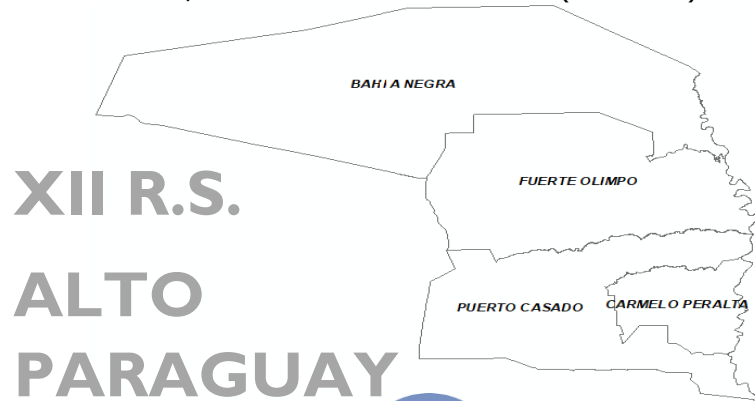 BAHIA NEGRA
FUERTE OLIMPO
XII R.S.
ALTO
PUERTO CASADO
CARMELO PERALTA
PARAGUAY